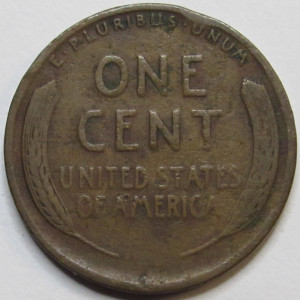 E·PLURIBUS·UNUM
ONE
CENT
UNITED STATES
OF AMERICA